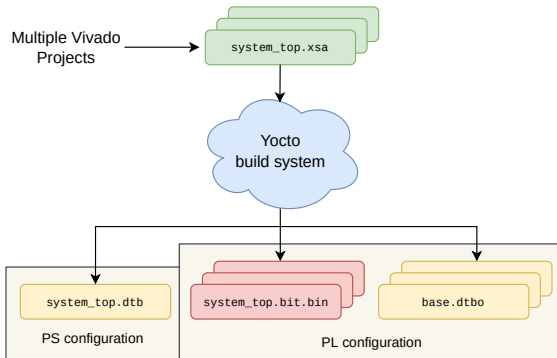 Multiple Vivado
Projects
system_top.xsa
Yocto
build system
system_top.dtb
system_top.bit.bin
base.dtbo
PS configuration
PL configuration